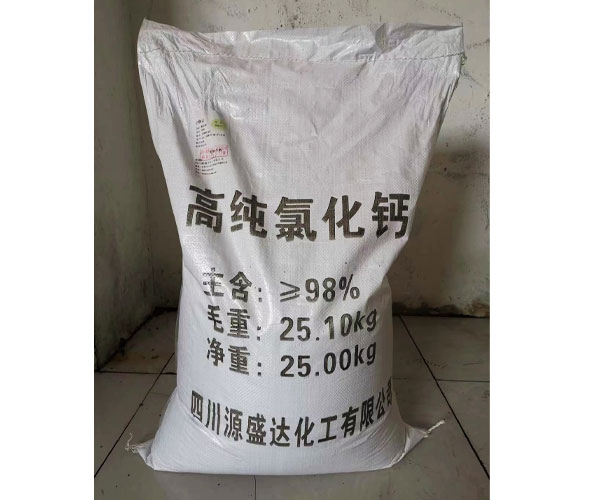 高纯氯化钙
主含：≥98%
毛重：25.10kg
净重：25.00kg
四川源盛达化工有限公司